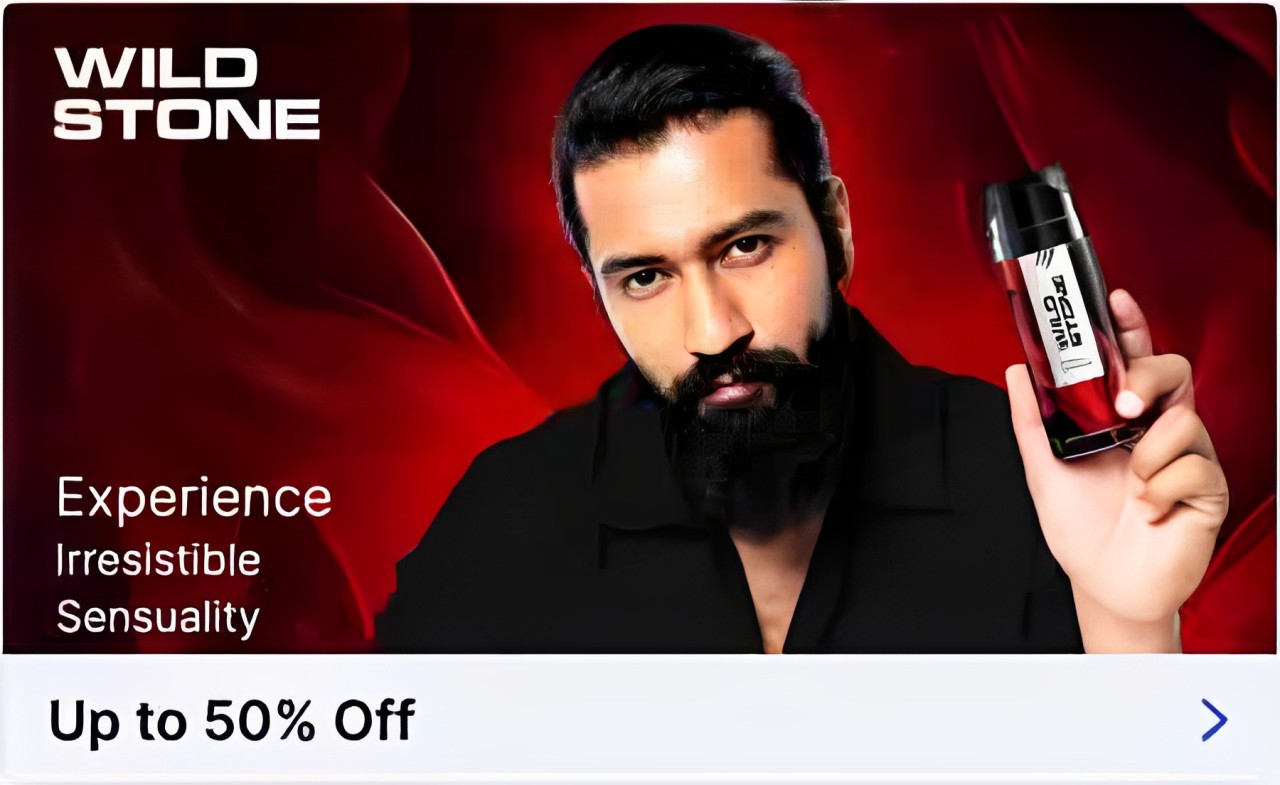 WILD
STONE
Experience
Irresistible
Sensuality
Up to 50% Off